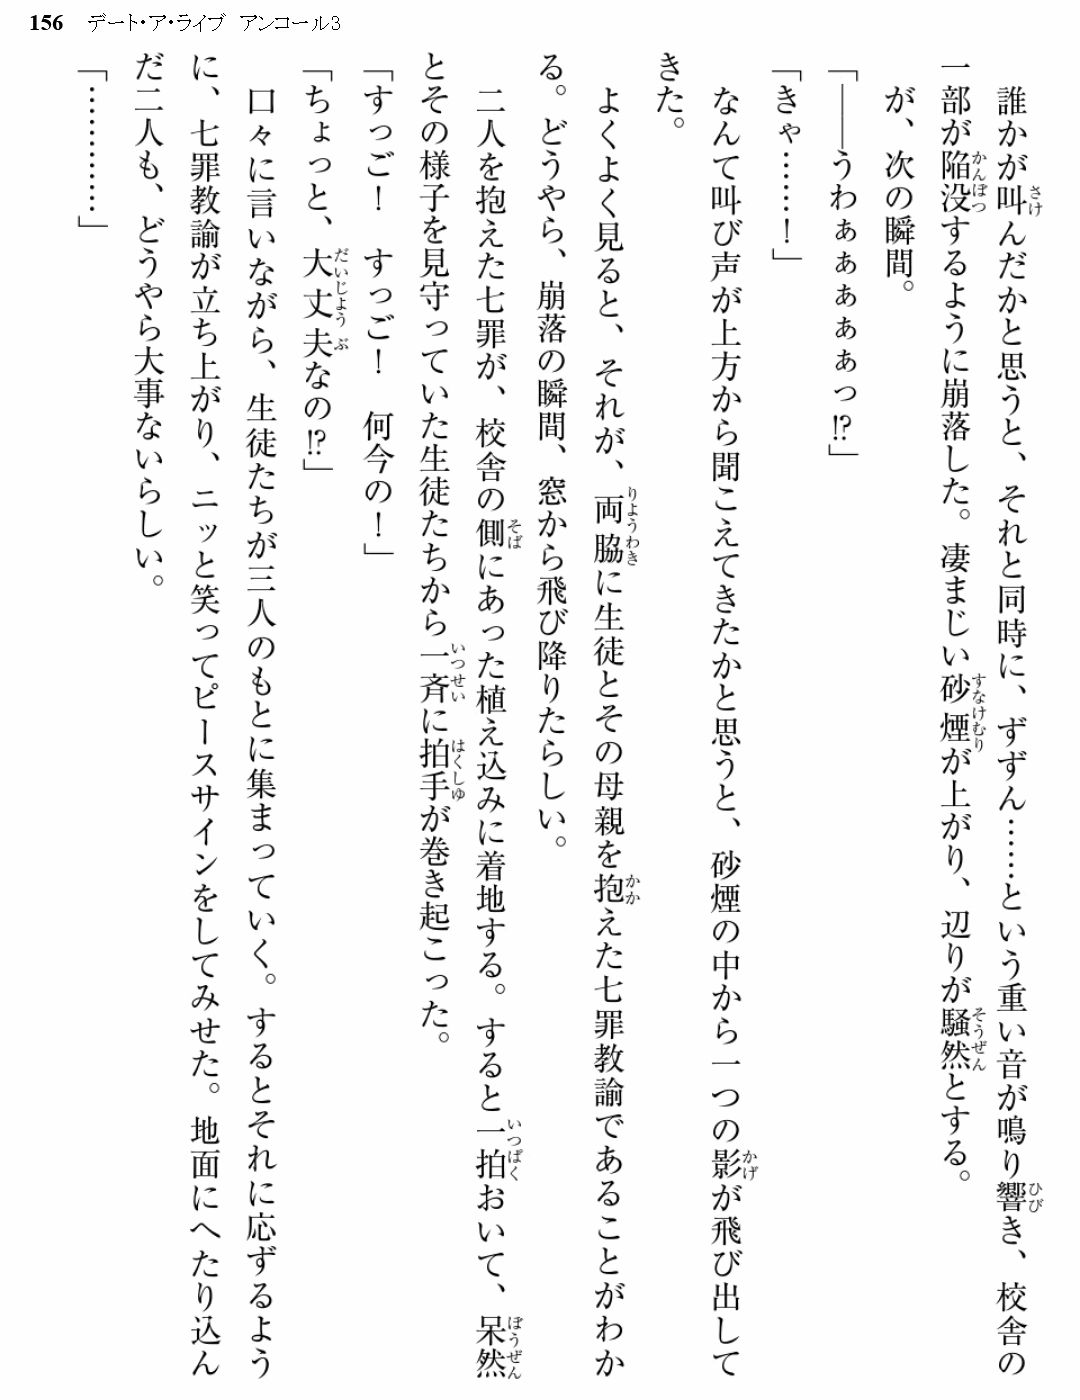 156 デート・ア・ライブ アンコール3
　誰かが叫んだかと思うと、それと同時に、ずずん……という重い音が鳴り響き、校舎の
一部が陥没するように崩落した。凄まじい砂煙が上がり、辺りが騒然とする。
　が、次の瞬間。
「――うわぁぁぁぁぁっ!?」
「きゃ……！」
　なんて叫び声が上方から聞こえてきたかと思うと、砂煙の中から一つの影が飛び出して
きた。
　よくよく見ると、それが、両脇に生徒とその母親を抱えた七罪教諭であることがわか
る。どうやら、崩落の瞬間、窓から飛び降りたらしい。
　二人を抱えた七罪が、校舎の側にあった植え込みに着地する。すると一拍おいて、呆然
とその様子を見守っていた生徒たちから一斉に拍手が巻き起こった。
「すっご！　すっご！　何今の！」
「ちょっと、大丈夫なの!?」
　口々に言いながら、生徒たちが三人のもとに集まっていく。するとそれに応ずるよう
に、七罪教諭が立ち上がり、ニッと笑ってピースサインをしてみせた。地面にへたり込ん
だ二人も、どうやら大事ないらしい。
「…………」